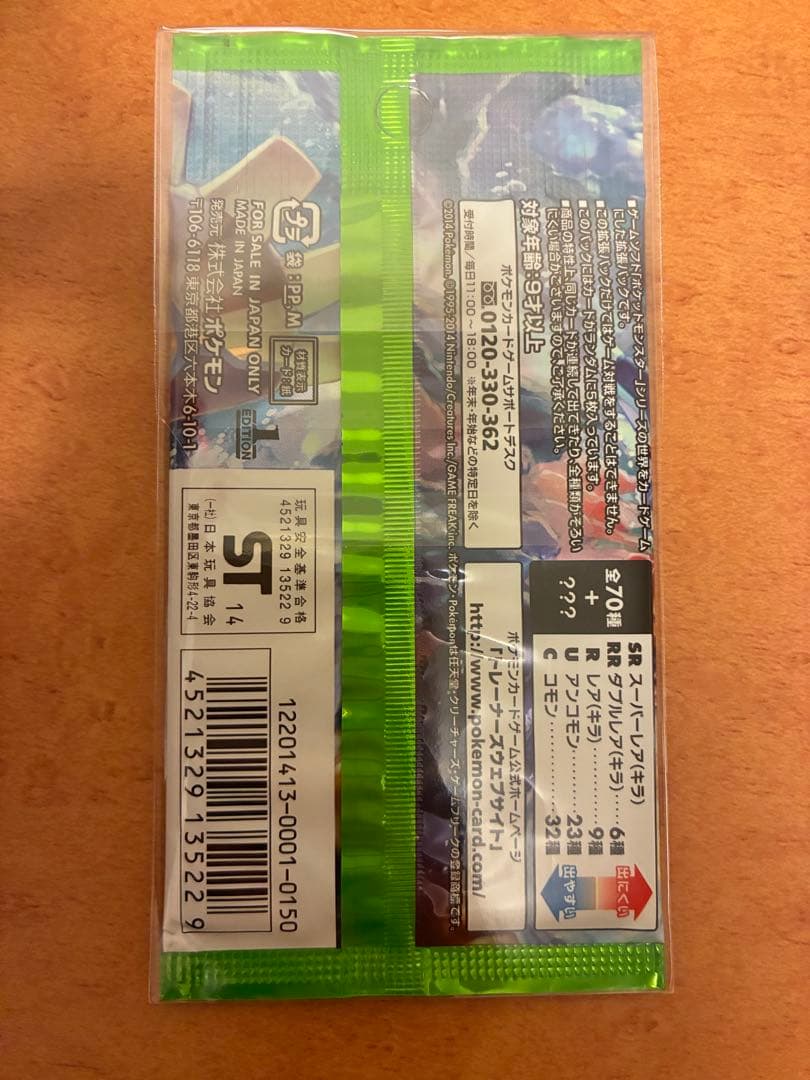 ■ゲームソフト『ポケットモンスター』シリーズの世界をカードゲーム
にした拡張パックです。
■この拡張パックだけではゲーム対戦をすることはできません。
■このパックにはカードがランダムに5枚入っています。
■商品の特性上、同じカードが連続して出てきたり、全種類がそろい
にくい場合がございますのでご了承ください。
対象年齢:9才以上
ポケモンカードゲームサポートデスク
0120-330-362
受付時間/毎日11:00~18:00 ※年末・年始などの特定日を除く
©2014 Pokémon. ©1995-2014 Nintendo/Creatures Inc./GAME FREAK inc. ポケモン・Pokémonは任天堂・クリーチャーズ・ゲームフリークの登録商標です。
全70種
+
???
SR スーパーレア(キラ)
RR ダブルレア(キラ)‥‥6種
R レア(キラ)‥‥‥‥9種
U アンコモン‥‥‥23種
C コモン‥‥‥‥‥32種
出にくい
出やすい
ポケモンカードゲーム公式ホームページ
「トレーナーズウェブサイト」
http://www.pokemon-card.com/
プラ
袋:PP, M
材質表示
カード:紙
FOR SALE IN JAPAN ONLY
MADE IN JAPAN
1
EDITION
発売元 株式会社ポケモン
〒106-6118 東京都港区六本木6-10-1
玩具安全基準合格
4521329 13522 9
ST 14
(一社)日本玩具協会
東京都墨田区東駒形4-22-4
12201413-0001-0150
4521329135229